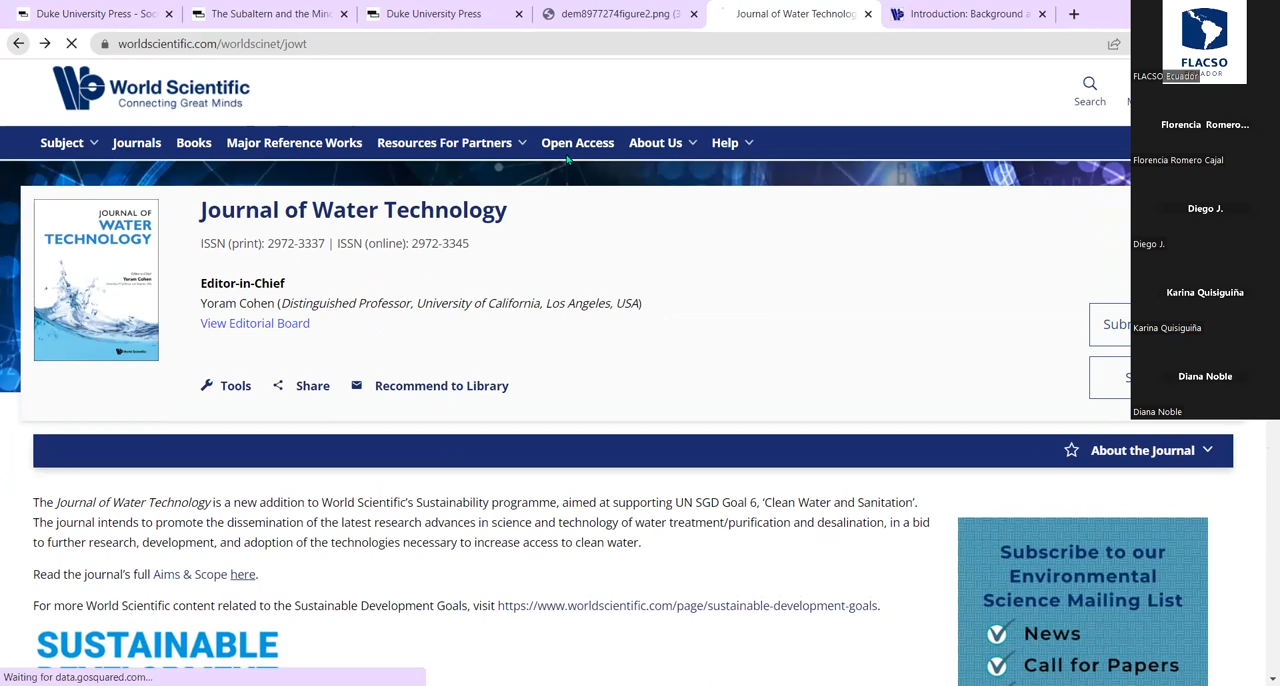 Duke University Press - Soc
The Subaltern and the Mind
Duke University Press
dem8977274figure2.png (3
Journal of Water Technolog
Introduction: Background a
worldscientific.com/worldscinet/jowt
World Scientific
Connecting Great Minds
Search
Subject
Journals
Books
Major Reference Works
Resources For Partners
Open Access
About Us
Help
JOURNAL OF
WATER
TECHNOLOGY
Yoram Cohen
World Scientific
Journal of Water Technology
ISSN (print): 2972-3337 | ISSN (online): 2972-3345
Editor-in-Chief
Yoram Cohen (Distinguished Professor, University of California, Los Angeles, USA)
View Editorial Board
Tools
Share
Recommend to Library
Subr
S
About the Journal
The Journal of Water Technology is a new addition to World Scientific's Sustainability programme, aimed at supporting UN SGD Goal 6, 'Clean Water and Sanitation'.
The journal intends to promote the dissemination of the latest research advances in science and technology of water treatment/purification and desalination, in a bid
to further research, development, and adoption of the technologies necessary to increase access to clean water.
Read the journal's full Aims & Scope here.
For more World Scientific content related to the Sustainable Development Goals, visit https://www.worldscientific.com/page/sustainable-development-goals.
SUSTAINABLE
Subscribe to our
Environmental
Science Mailing List
News
Call for Papers
Waiting for data.gosquared.com...
FLACSO
ADOR
FLACSO Ecuador
Florencia Romero...
Florencia Romero Cajal
Diego J.
Diego J.
Karina Quisiguiña
Karina Quisiguiña
Diana Noble
Diana Noble